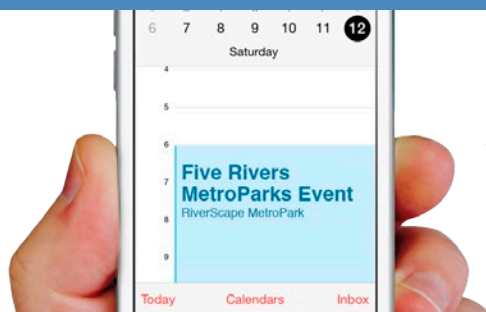 6 7 8 9 10 11 12
Saturday
4
5
6
Five Rivers
7
MetroParks Event
RiverScape MetroPark
8
9
Today Calendars Inbox